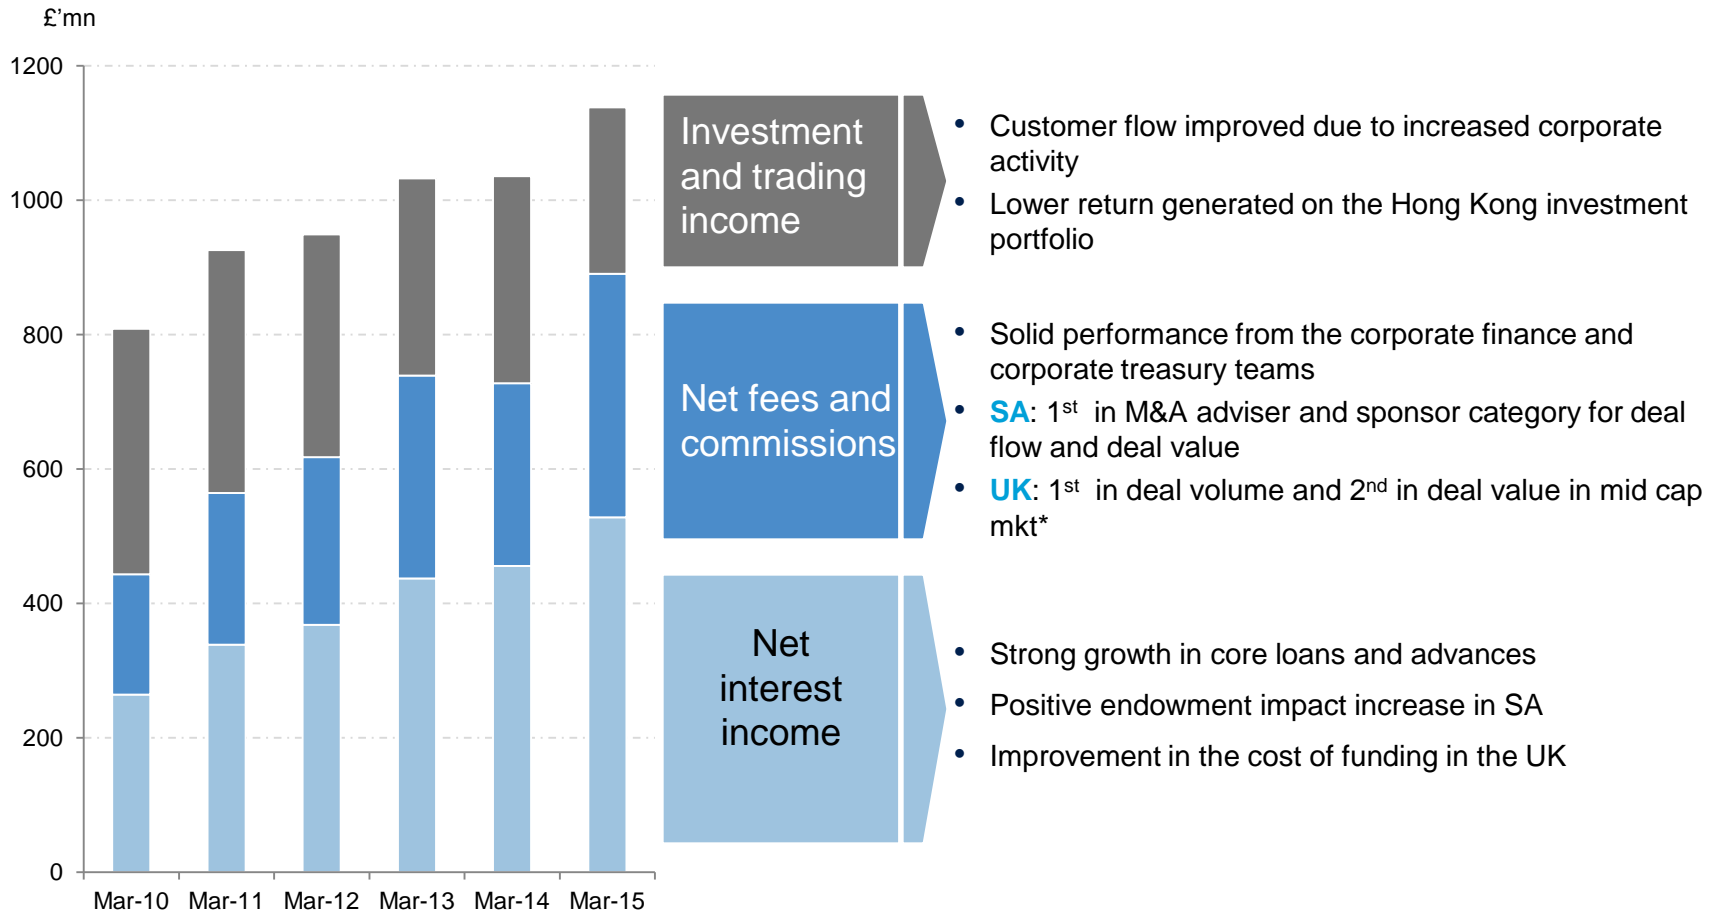 £'mn
1200
1000
800
600
400
200
0
Mar-10 Mar-11 Mar-12 Mar-13 Mar-14 Mar-15
Investment
and trading
income
• Customer flow improved due to increased corporate
activity
• Lower return generated on the Hong Kong investment
portfolio
Net fees and
commissions
• Solid performance from the corporate finance and
corporate treasury teams
• SA: 1st in M&A adviser and sponsor category for deal
flow and deal value
• UK: 1st in deal volume and 2nd in deal value in mid cap
mkt*
Net
interest
income
• Strong growth in core loans and advances
• Positive endowment impact increase in SA
• Improvement in the cost of funding in the UK